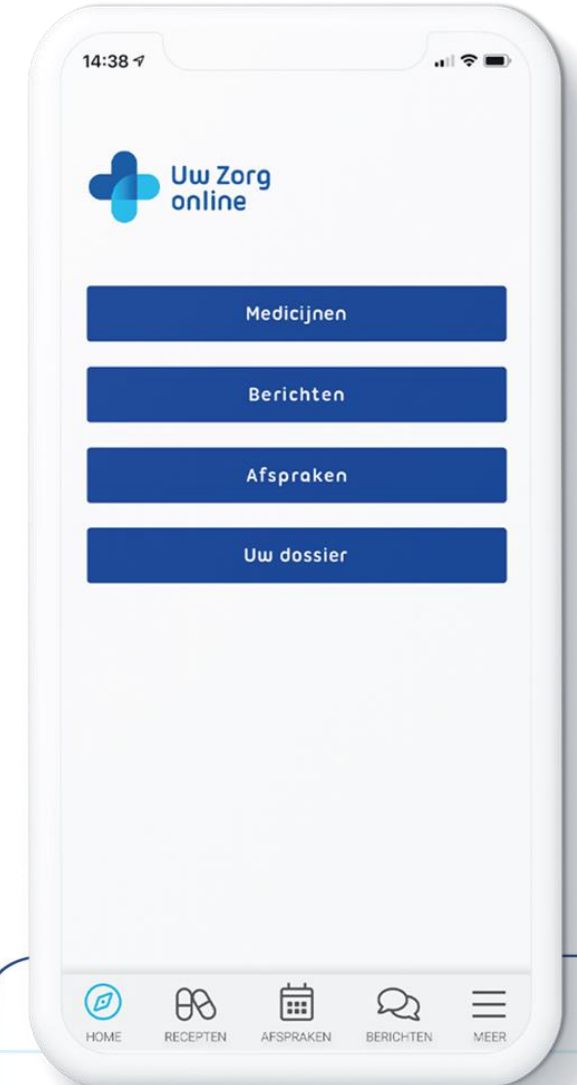 14:38
Uw Zorg
online
Medicijnen
Berichten
Afspraken
Uw dossier
HOME RECEPTEN AFSPRAKEN BERICHTEN MEER